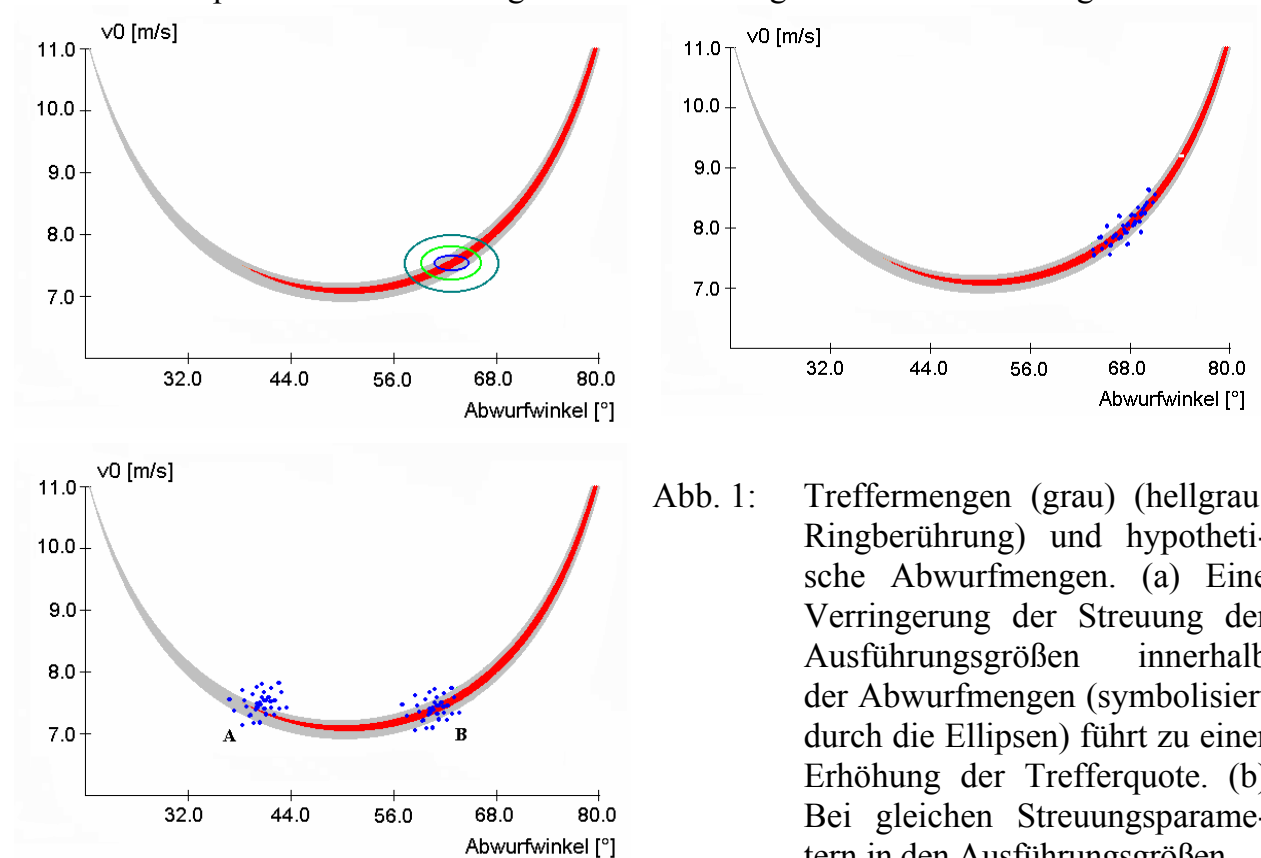 v0 [m/s]
11.0
10.0
9.0
8.0
7.0
32.0 44.0 56.0 68.0 80.0
Abwurfwinkel [°]
v0 [m/s]
11.0
10.0
9.0
8.0
7.0
32.0 44.0 56.0 68.0 80.0
Abwurfwinkel [°]
v0 [m/s]
11.0
10.0
9.0
8.0
7.0
A B
32.0 44.0 56.0 68.0 80.0
Abwurfwinkel [°]
Abb. 1: Treffermengen (grau) (hellgrau
Ringberührung) und hypotheti-
sche Abwurfmengen. (a) Eine
Verringerung der Streuung der
Ausführungsgrößen innerhalb
der Abwurfmengen (symbolisier
durch die Ellipsen) führt zu einer
Erhöhung der Trefferquote. (b)
Bei gleichen Streuungsparame-
tern in den Ausführungsgrößen